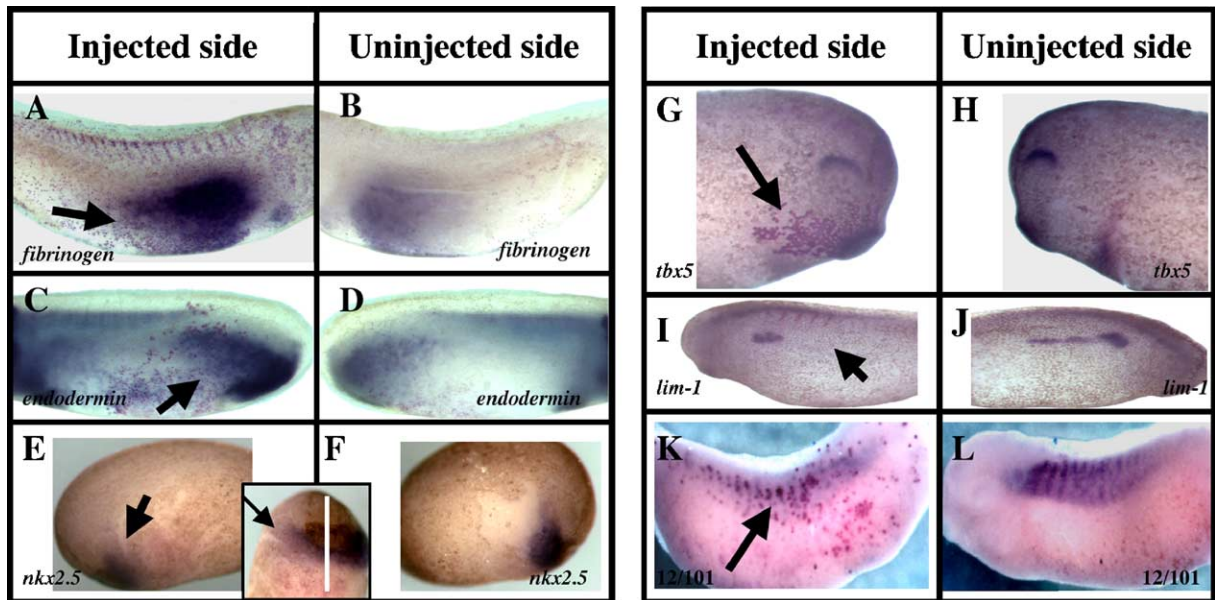 Injected side
Uninjected side
A
B
fibrinogen
fibrinogen
C
D
endodermin
endodermin
E
F
nkx2.5
nkx2.5
Injected side
Uninjected side
G
H
tbx5
tbx5
I
J
lim-1
lim-1
K
L
12/101
12/101